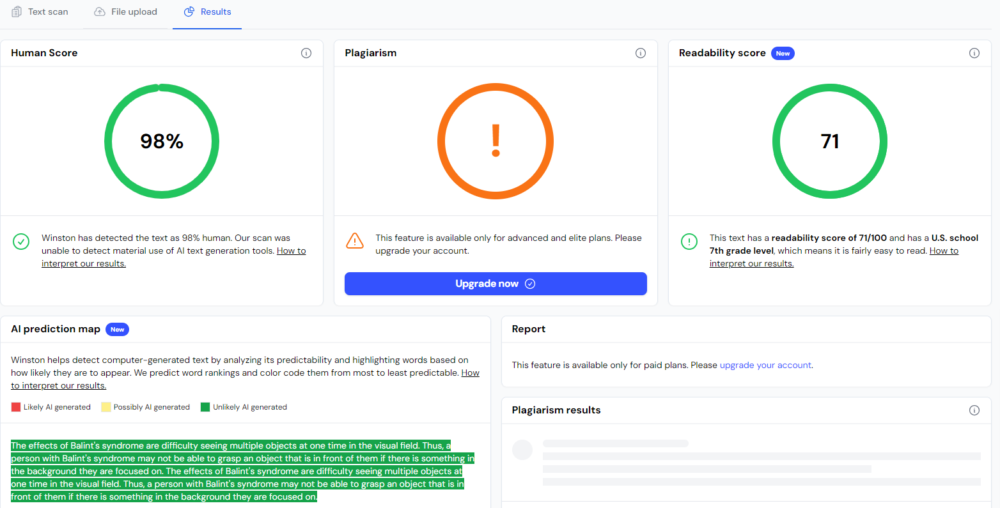 Text scan
File upload
Results
Human Score
98%
Winston has detected the text as 98% human. Our scan was
unable to detect material use of AI text generation tools. How to
interpret our results.
Plagiarism
!
This feature is available only for advanced and elite plans. Please
upgrade your account.
Upgrade now
Readability score New
71
This text has a readability score of 71/100 and has a U.S. school
7th grade level, which means it is fairly easy to read. How to
interpret our results.
AI prediction map New
Winston helps detect computer-generated text by analyzing its predictability and highlighting words based on
how likely they are to appear. We predict word rankings and color code them from most to least predictable. How
to interpret our results.
Likely AI generated
Possibly AI generated
Unlikely AI generated
The effects of Balint's syndrome are difficulty seeing multiple objects at one time in the visual field. Thus, a
person with Balint's syndrome may not be able to grasp an object that is in front of them if there is something in
the background they are focused on. The effects of Balint's syndrome are difficulty seeing multiple objects at
one time in the visual field. Thus, a person with Balint's syndrome may not be able to grasp an object that is in
front of them if there is something in the background they are focused on.
Report
This feature is available only for paid plans. Please upgrade your account.
Plagiarism results